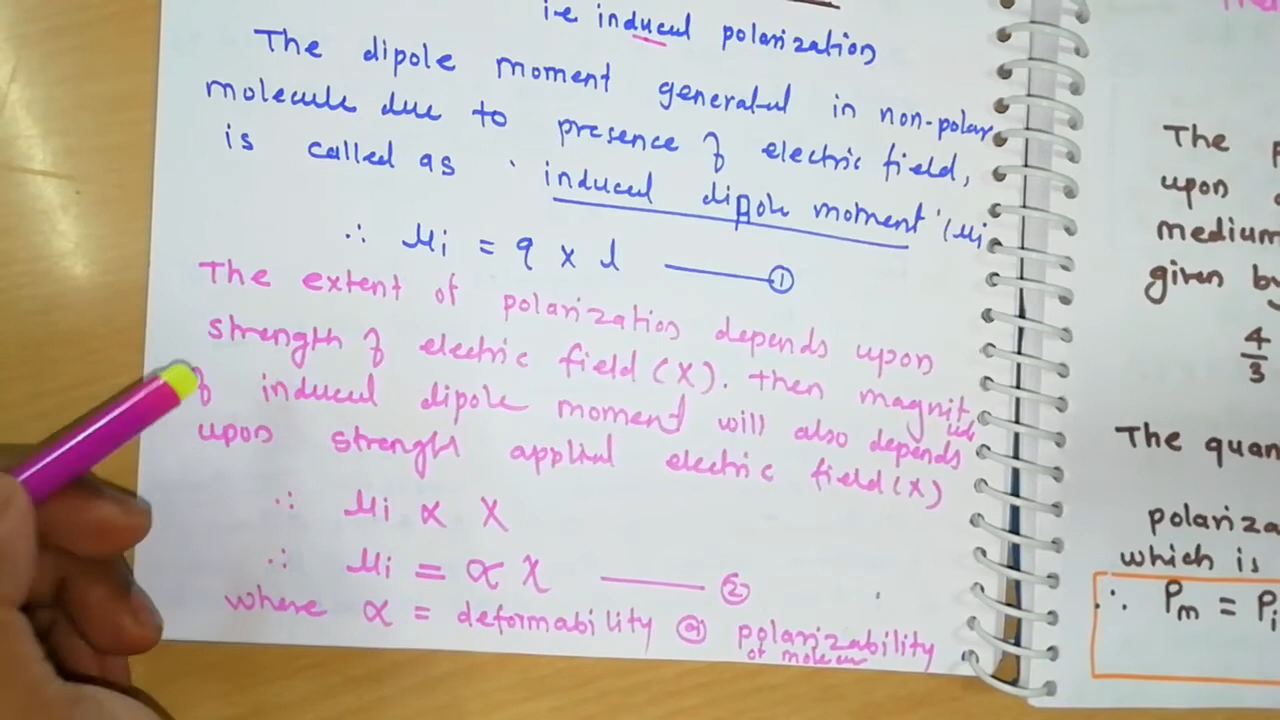 i.e induced polarization
The dipole moment generated in non-polar
molecule due to presence of electric field,
is called as 'induced dipole moment' (μi
∴ μi = q x l —— ①
The extent of polarization depends upon
strength of electric field (X). then magnitude
of induced dipole moment will also depends
upon strenght applied electric field (X)
∴ μi ∝ X
∴ μi = ∝ X —— ②
where ∝ = deformability or polarizability
of molecule
The
upon
medium
given by
4
3
The quan
polariza
which is
∴ Pm = Pi